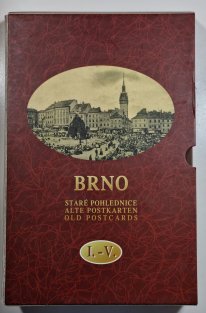 BRNO
STARÉ POHLEDNICE
ALTE POSTKARTEN
OLD POSTCARDS
I.-V.